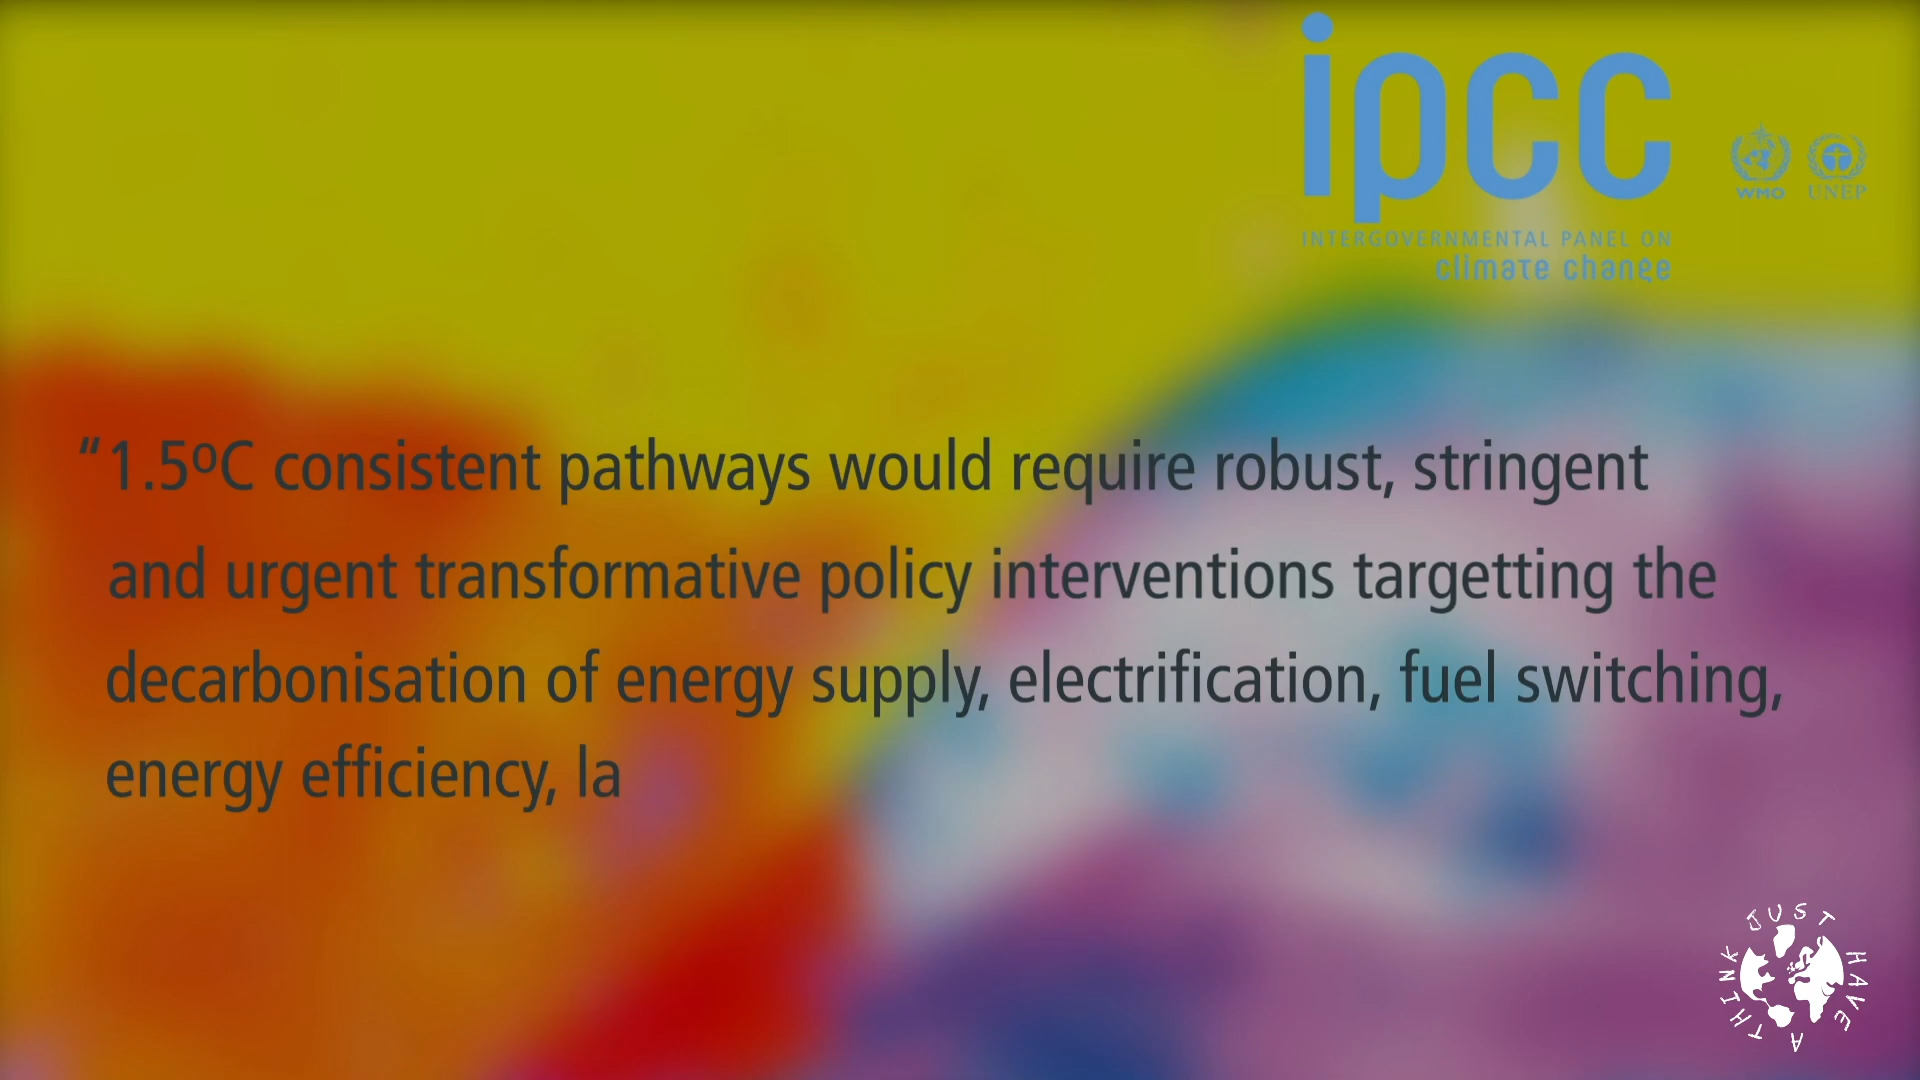 ipcc
INTERGOVERNMENTAL PANEL ON
climate change
WMO
UNEP
“1.5ºC consistent pathways would require robust, stringent
and urgent transformative policy interventions targetting the
decarbonisation of energy supply, electrification, fuel switching,
energy efficiency, la
JUST HAVE A THINK